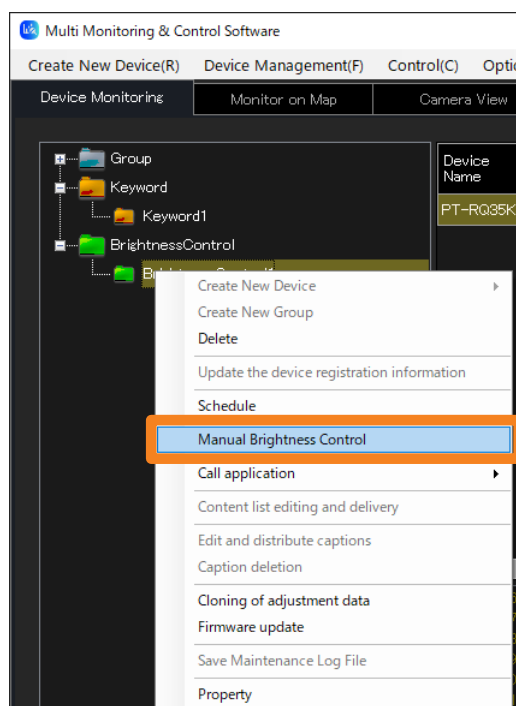 Multi Monitoring & Control Software
Create New Device(R) Device Management(F) Control(C)
Device Monitoring Monitor on Map Camera View
Group
Keyword
Keyword1
BrightnessControl
Device
Name
PT-RQ35K
Create New Device
Create New Group
Delete
Update the device registration information
Schedule
Manual Brightness Control
Call application
Content list editing and delivery
Edit and distribute captions
Caption deletion
Cloning of adjustment data
Firmware update
Save Maintenance Log File
Property